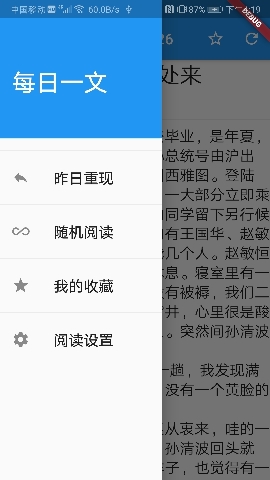 中国移动 60.0B/s 87% 下午4:19
DEBUG
26
每日一文
处来
昨日重现
随机阅读
我的收藏
阅读设置
毕业，是年夏，
总统号由沪出
西雅图。登陆
一大部分立即乘
同学留下另行候
有王国华、赵敏
几个人。赵敏恒
息。寝室里有一
有被褥，我们二
井，心里很是酸
。突然间孙清波
一趟，我发现满
没有一个茧脸的
从衷来，哇的一
孙清波回头就
子，也觉得有一